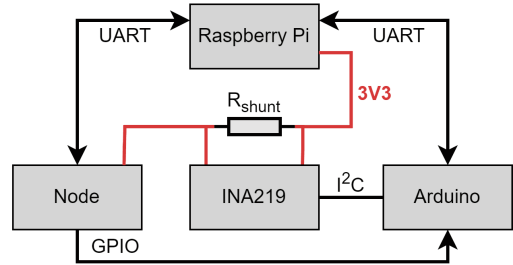 Raspberry Pi
UART
UART
3V3
Rshunt
Node
INA219
I²C
Arduino
GPIO